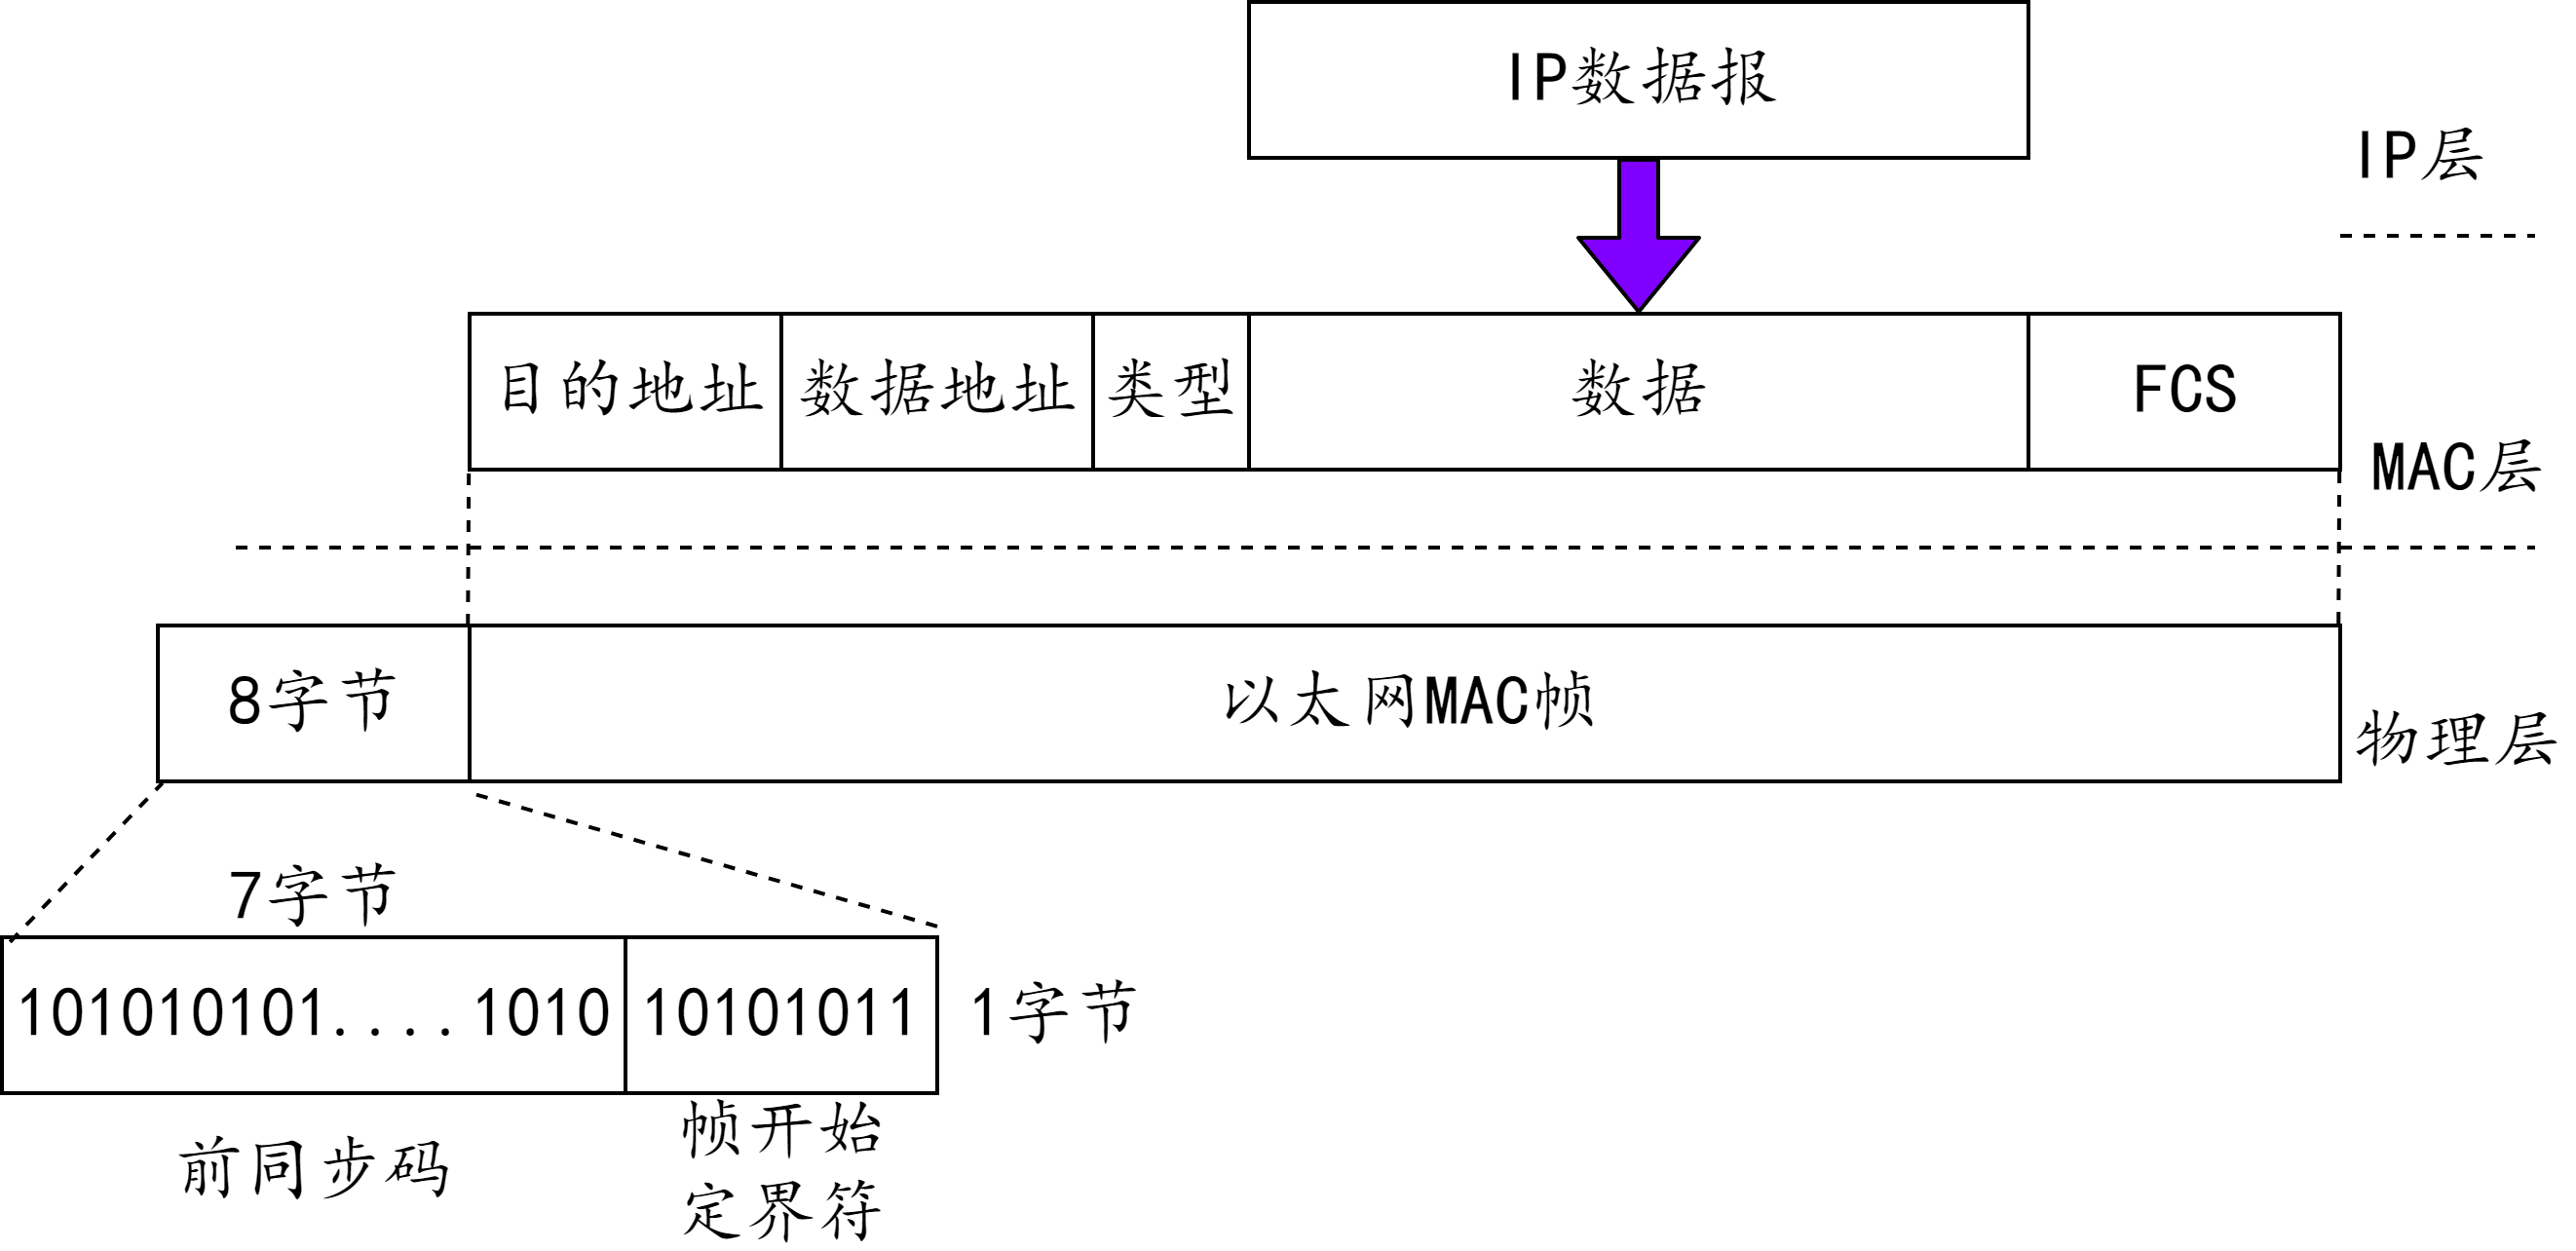 IP数据报
IP层
目的地址
数据地址
类型
数据
FCS
MAC层
8字节
以太网MAC帧
物理层
7字节
101010101....1010
10101011
1字节
前同步码
帧开始
定界符